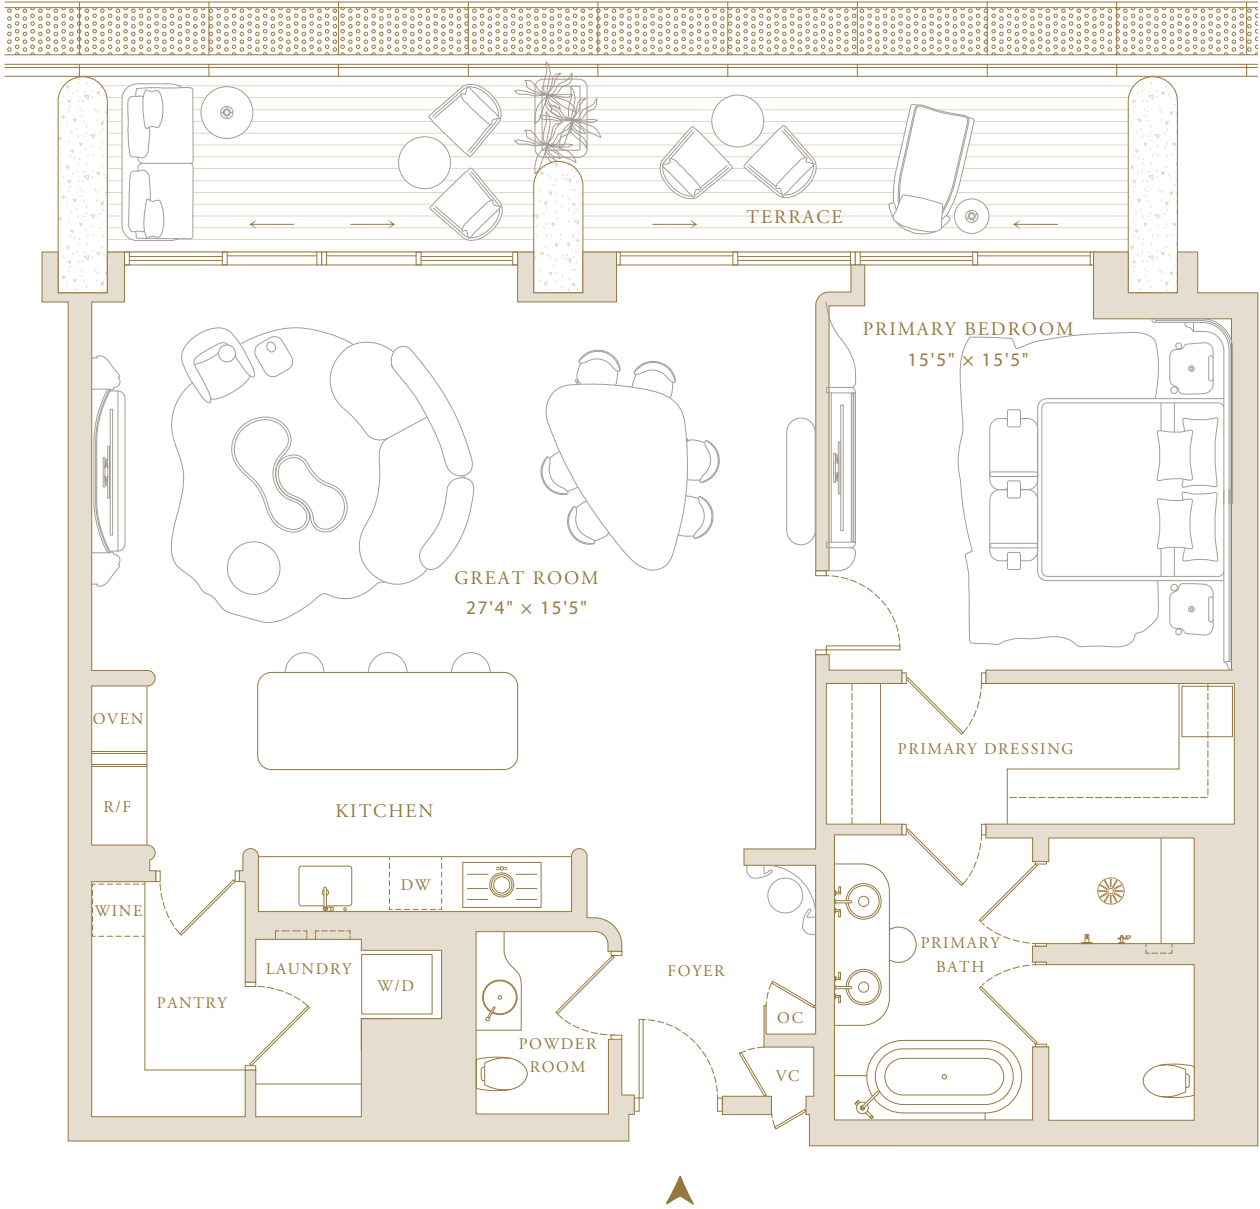 TERRACE
PRIMARY BEDROOM
15'5" × 15'5"
GREAT ROOM
27'4" × 15'5"
OVEN
R/F
KITCHEN
PRIMARY DRESSING
DW
WINE
LAUNDRY
W/D
PANTRY
FOYER
PRIMARY
BATH
OC
POWDER
ROOM
VC